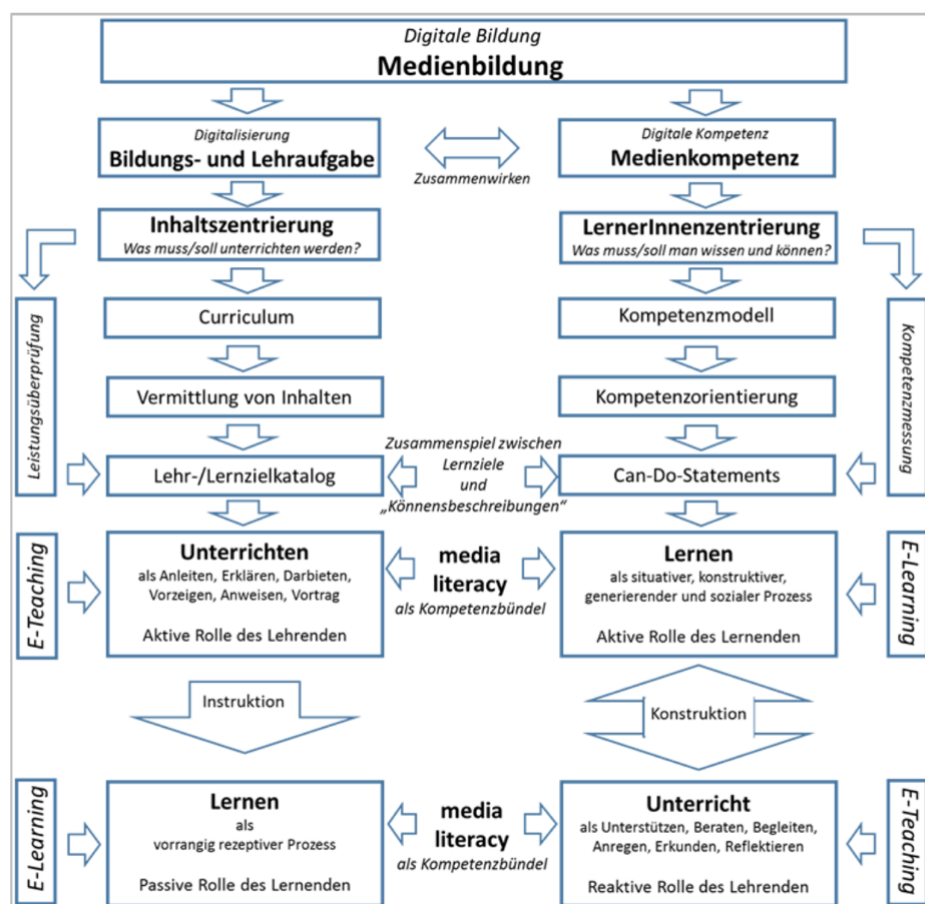 Digitale Bildung
Medienbildung
Digitalisierung
Bildungs- und Lehraufgabe
Zusammenwirken
Digitale Kompetenz
Medienkompetenz
Inhaltszentrierung
Was muss/soll unterrichten werden?
LernerInnenzentrierung
Was muss/soll man wissen und können?
Leistungsüberprüfung
Curriculum
Kompetenzmodell
Kompetenzmessung
Vermittlung von Inhalten
Kompetenzorientierung
Lehr-/Lernzielkatalog
Zusammenspiel zwischen
Lernziele
und
„Könnensbeschreibungen“
Can-Do-Statements
E-Teaching
Unterrichten
als Anleiten, Erklären, Darbieten,
Vorzeigen, Anweisen, Vortrag
Aktive Rolle des Lehrenden
media
literacy
als Kompetenzbündel
Lernen
als situativer, konstruktiver,
generierender und sozialer Prozess
Aktive Rolle des Lernenden
E-Learning
Instruktion
Konstruktion
E-Learning
Lernen
als
vorrangig rezeptiver Prozess
Passive Rolle des Lernenden
media
literacy
als Kompetenzbündel
Unterricht
als Unterstützen, Beraten, Begleiten,
Anregen, Erkunden, Reflektieren
Reaktive Rolle des Lehrenden
E-Teaching